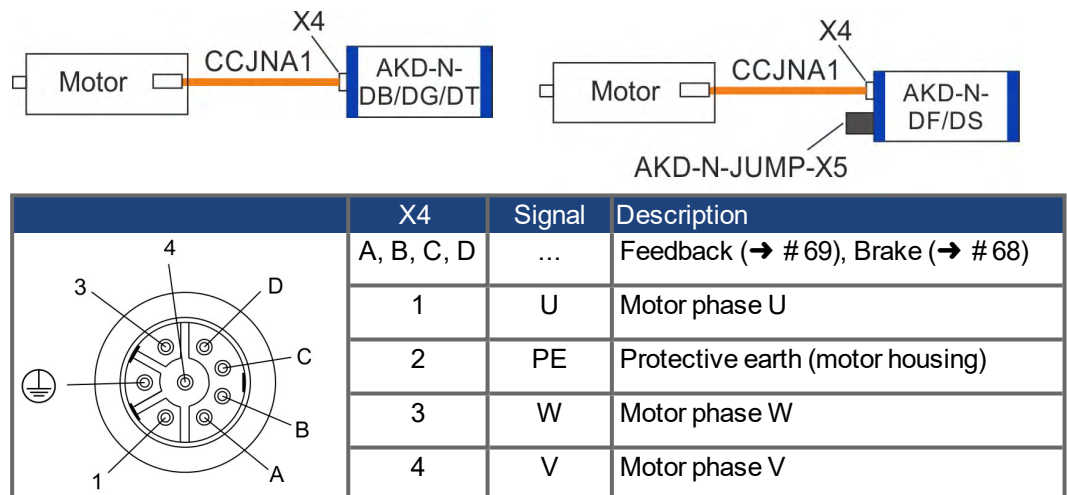 X4
CCJNA1
Motor
AKD-N-
DB/DG/DT
X4
CCJNA1
Motor
AKD-N-
DF/DS
AKD-N-JUMP-X5
X4 Signal Description
A, B, C, D ... Feedback (➜ # 69), Brake (➜ # 68)
1 U Motor phase U
2 PE Protective earth (motor housing)
3 W Motor phase W
4 V Motor phase V
4
3
D
C
B
A
1